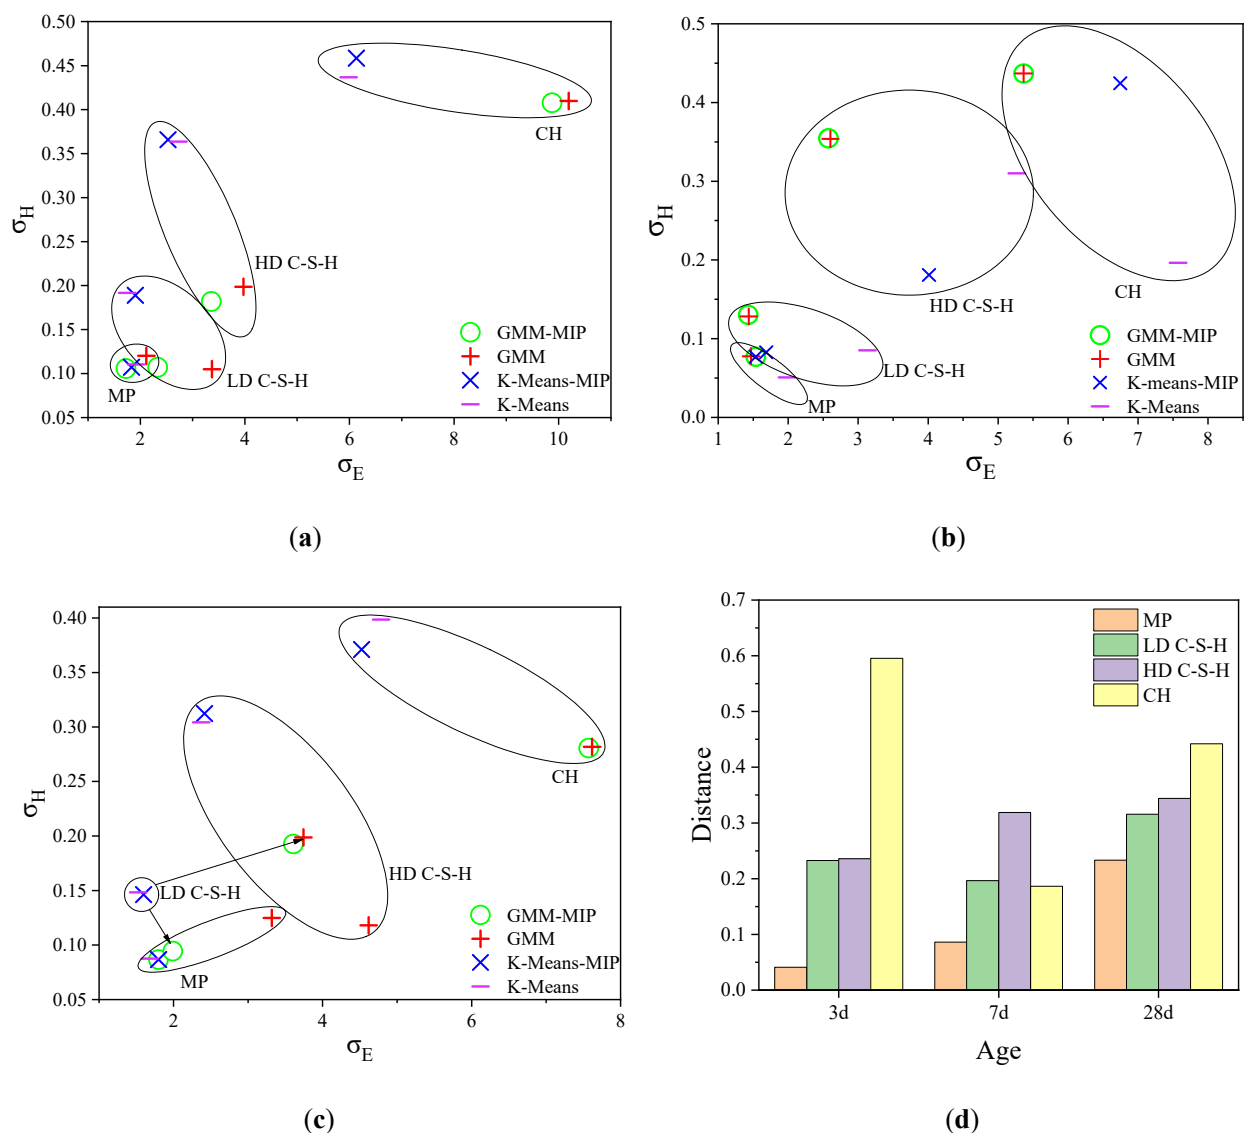 0.50
0.45
0.40
0.35
0.30
0.25
0.20
0.15
0.10
0.05
σH
2
4
6
8
10
σE
CH
HD C-S-H
LD C-S-H
MP
GMM-MIP
GMM
K-Means-MIP
K-Means
(a)
0.5
0.4
0.3
0.2
0.1
0.0
σH
1
2
3
4
5
6
7
8
σE
HD C-S-H
CH
LD C-S-H
MP
GMM-MIP
GMM
K-means-MIP
K-Means
(b)
0.40
0.35
0.30
0.25
0.20
0.15
0.10
0.05
σH
2
4
6
8
σE
CH
HD C-S-H
LD C-S-H
MP
GMM-MIP
GMM
K-Means-MIP
K-Means
(c)
0.7
0.6
0.5
0.4
0.3
0.2
0.1
0.0
Distance
3d
7d
28d
Age
MP
LD C-S-H
HD C-S-H
CH
(d)